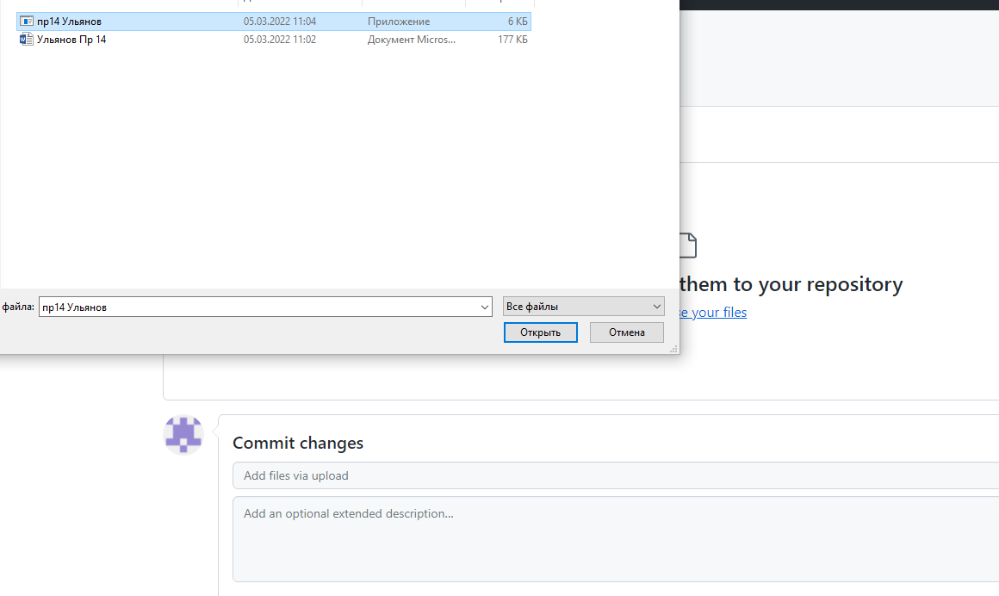 пр14 Ульянов 05.03.2022 11:04 Приложение 6 КБ
Ульянов Пр 14 05.03.2022 11:02 Документ Micros... 177 КБ
файла: пр14 Ульянов Все файлы
Открыть Отмена
them to your repository
se your files
Commit changes
Add files via upload
Add an optional extended description...